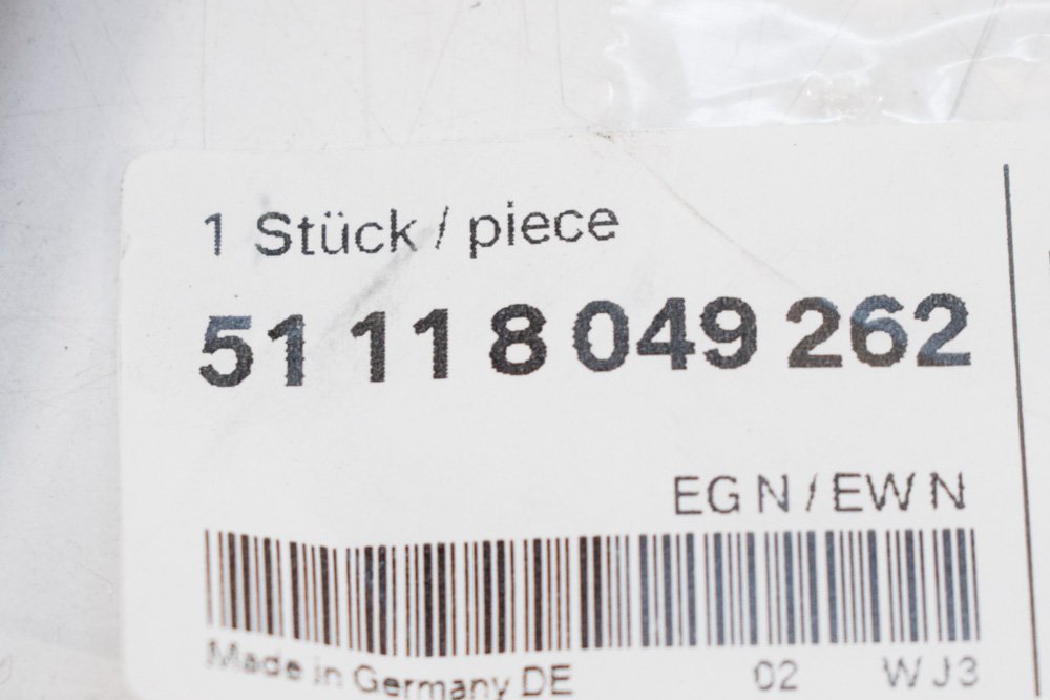 1 Stück / piece
51 11 8 049 262
EG N / EW N
Made in Germany DE 02 WJ3